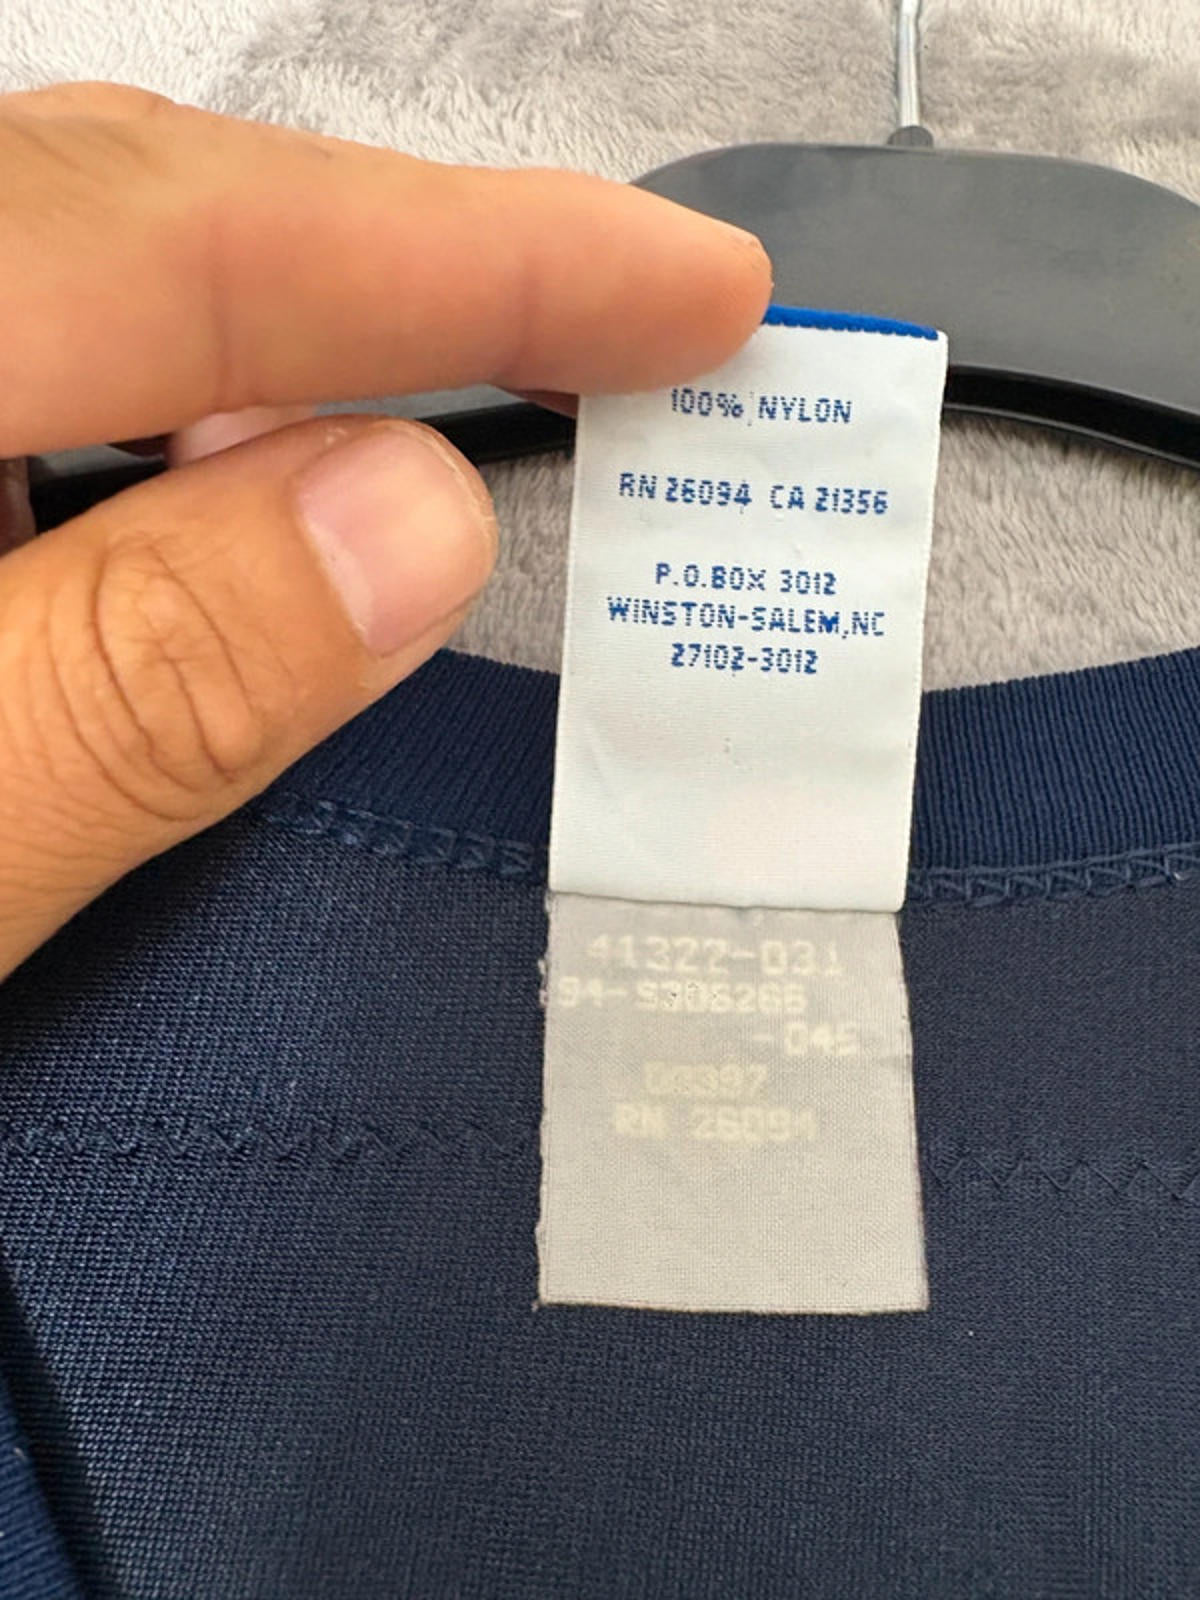 100% NYLON
RN 26094 CA 21356
P.O.BOX 3012
WINSTON-SALEM,NC
27102-3012
41322-031
94-S306266
-045
RN 26094